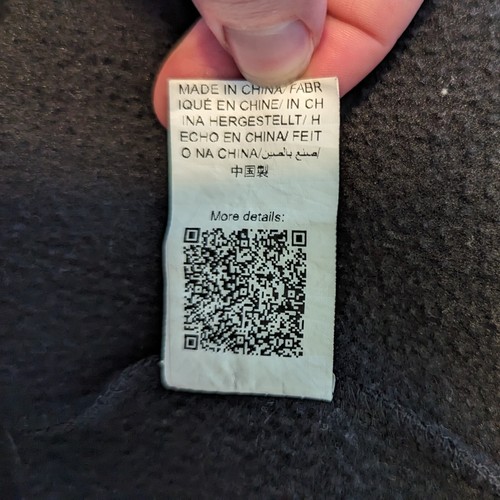 MADE IN CHINA/ FABR
IQUÉ EN CHINE/ IN CH
INA HERGESTELLT/ H
ECHO EN CHINA/ FEIT
O NA CHINA/صنع بالصين/
中国製
More details: